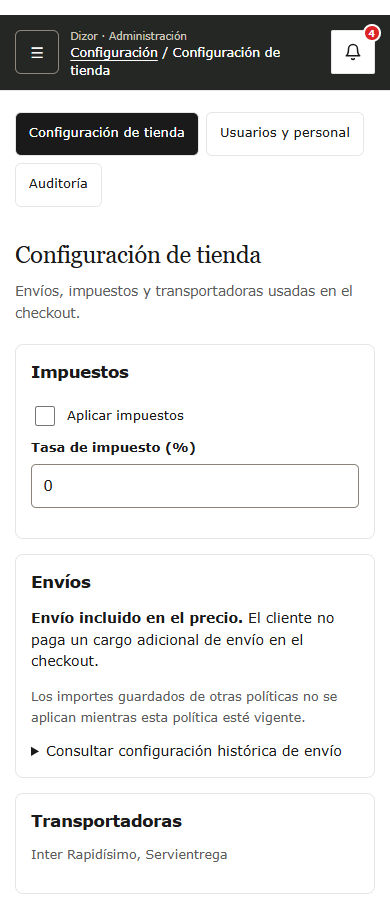 Dizor · Administración
Configuración / Configuración de
tienda
4
Configuración de tienda
Usuarios y personal
Auditoría
Configuración de tienda
Envíos, impuestos y transportadoras usadas en el
checkout.
Impuestos
Aplicar impuestos
Tasa de impuesto (%)
0
Envíos
Envío incluido en el precio. El cliente no
paga un cargo adicional de envío en el
checkout.
Los importes guardados de otras políticas no se
aplican mientras esta política esté vigente.
Consultar configuración histórica de envío
Transportadoras
Inter Rapidísimo, Servientrega